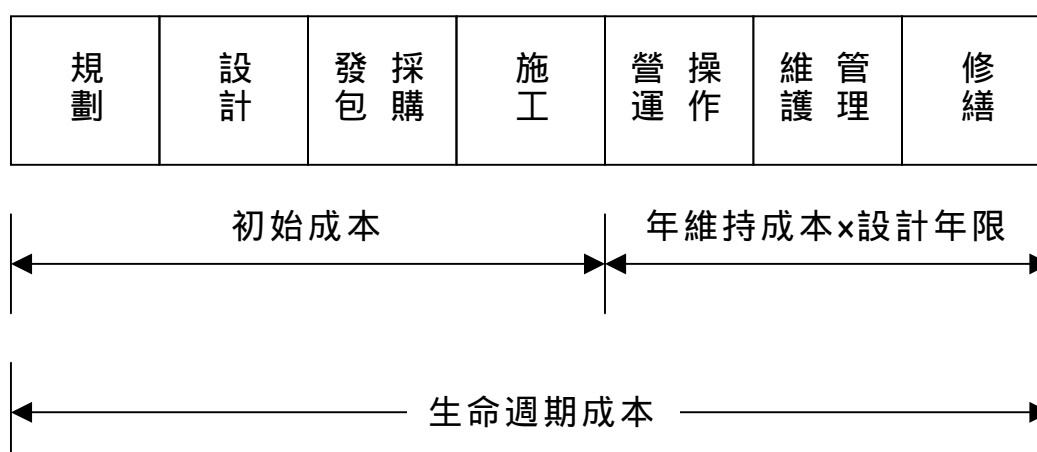 規劃
設計
發包
採購
施工
營運
操作
維護
管理
修繕
初始成本
年維持成本x設計年限
生命週期成本